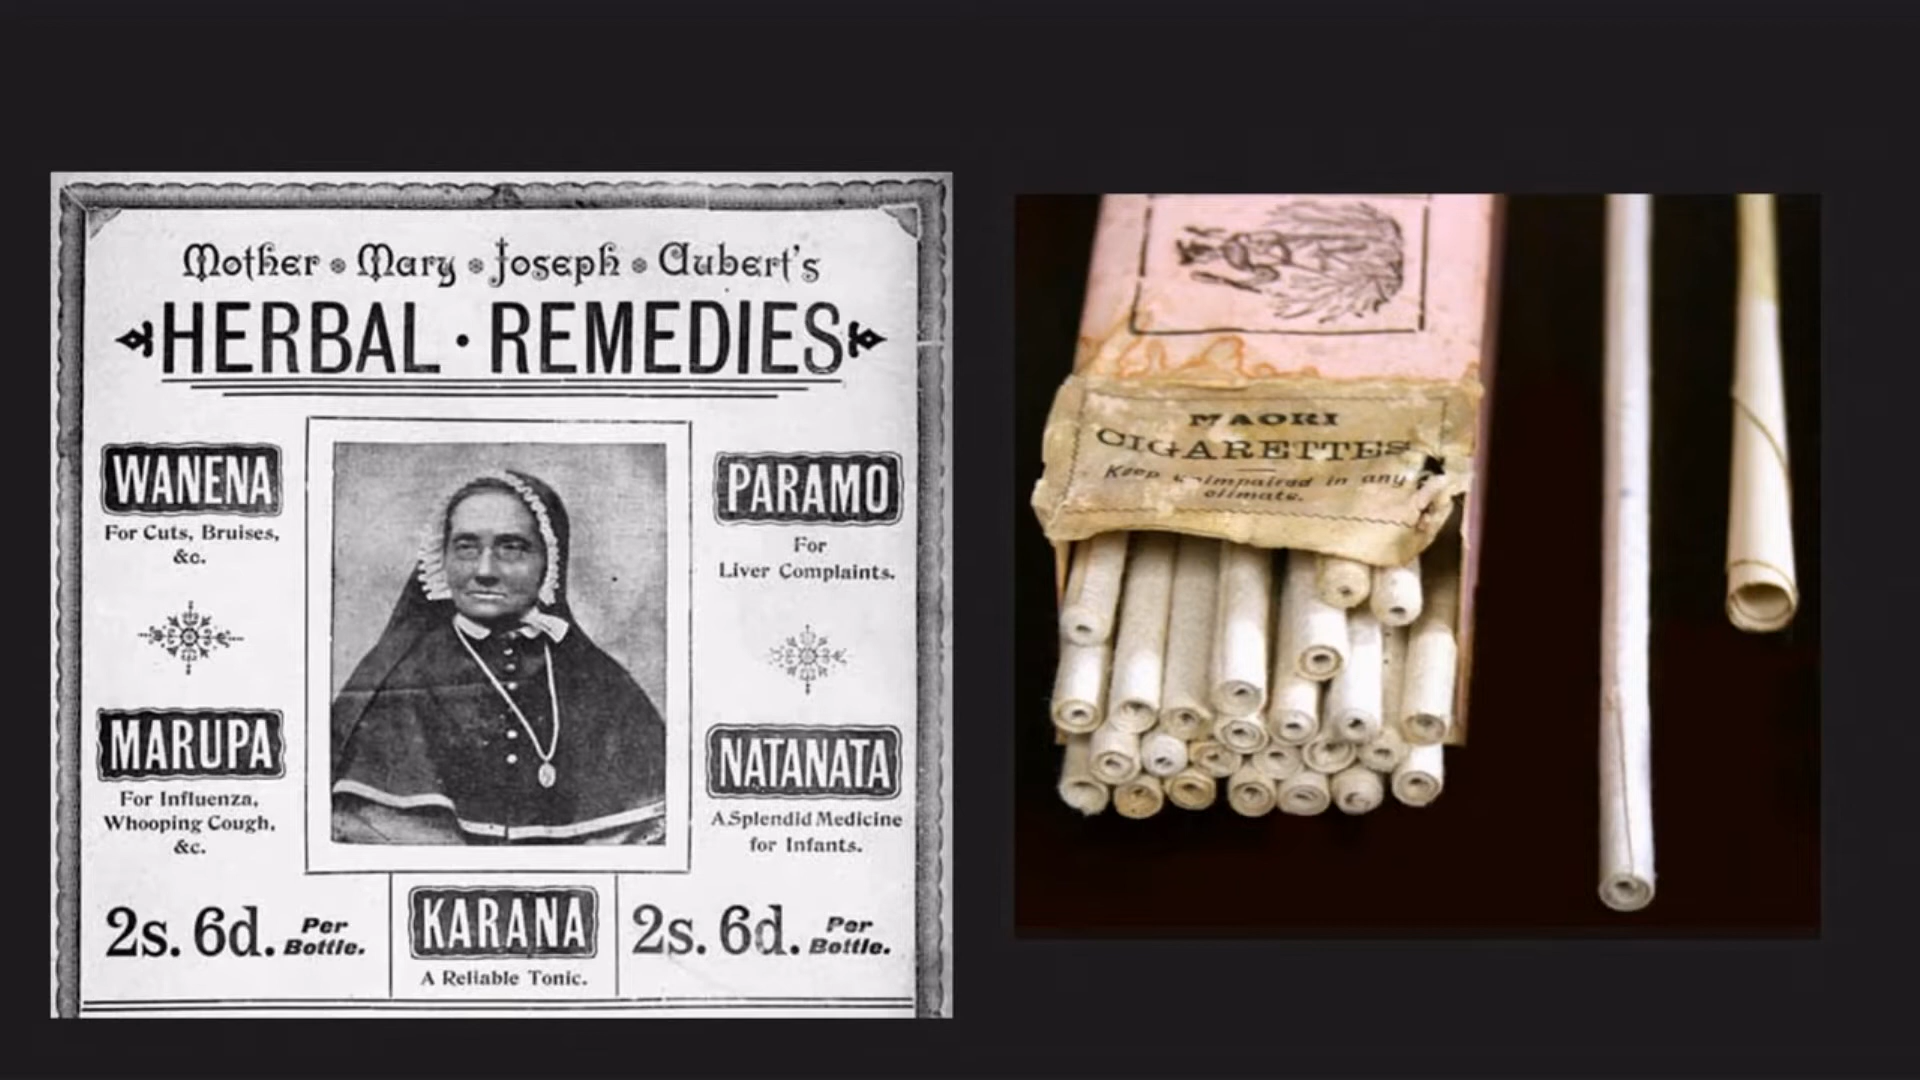 Mother Mary Joseph Aubert's
HERBAL · REMEDIES
WANENA
For Cuts, Bruises,
&c.
PARAMO
For
Liver Complaints.
MARUPA
For Influenza,
Whooping Cough,
&c.
NATANATA
A Splendid Medicine
for Infants.
2s. 6d. Per
Bottle.
KARANA
A Reliable Tonic.
2s. 6d. Per
Bottle.
MAORI
CIGARETTES
Keep unimpaired in any
climate.